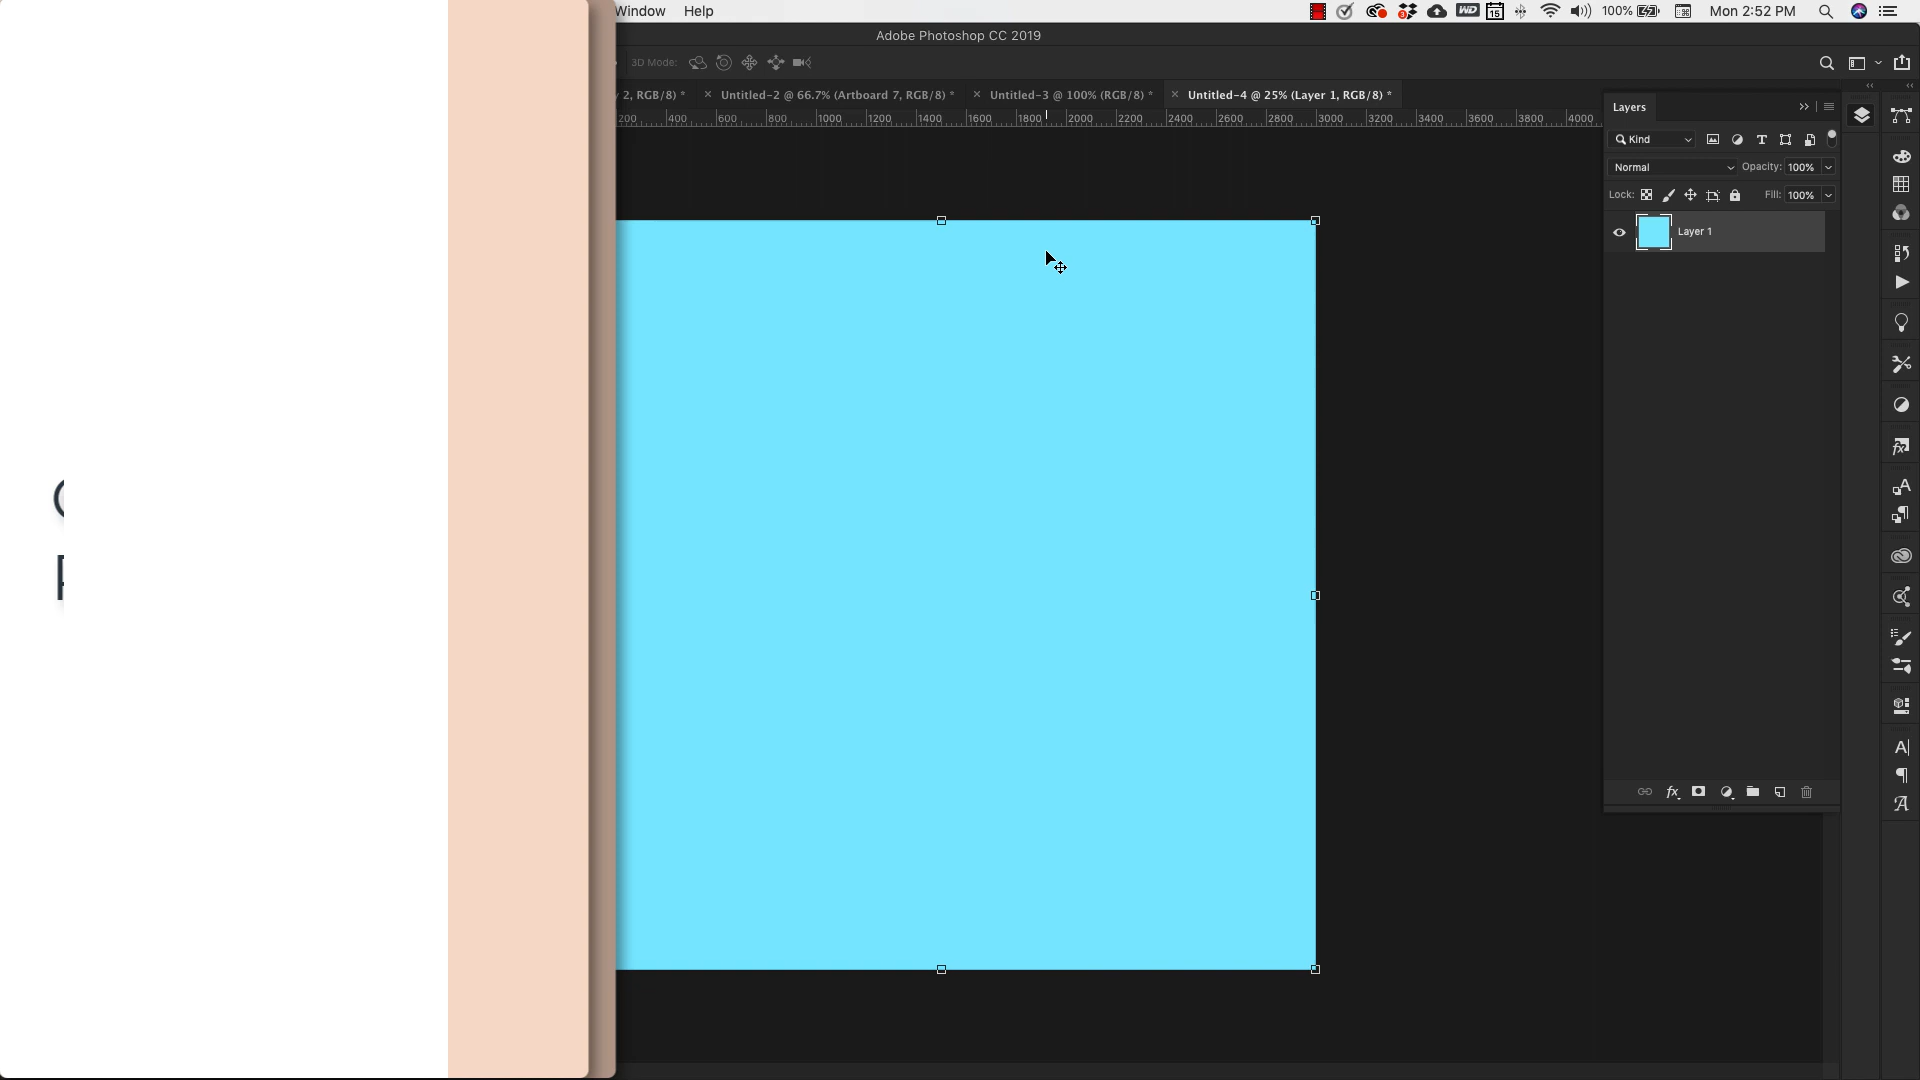 Window Help
100% Mon 2:52 PM
Adobe Photoshop CC 2019
3D Mode:
2, RGB/8) * × Untitled-2 @ 66.7% (Artboard 7, RGB/8) * × Untitled-3 @ 100% (RGB/8) * × Untitled-4 @ 25% (Layer 1, RGB/8) *
200 400 600 800 1000 1200 1400 1600 1800 2000 2200 2400 2600 2800 3000 3200 3400 3600 3800 4000
Layers
Kind
Normal Opacity: 100%
Lock: Fill: 100%
Layer 1